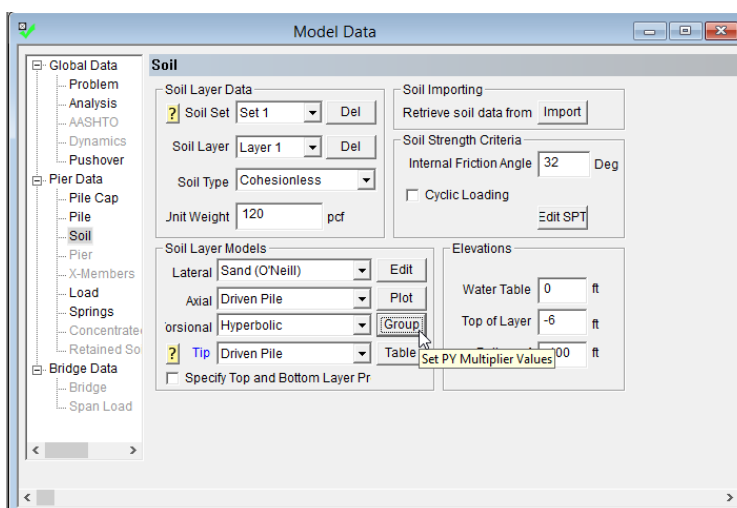 Model Data
Global Data
Problem
Analysis
AASHTO
Dynamics
Pushover
Pier Data
Pile Cap
Pile
Soil
Pier
X-Members
Load
Springs
Concentrate
Retained So
Bridge Data
Bridge
Span Load
Soil
Soil Layer Data
? Soil Set Set 1 Del
Soil Layer Layer 1 Del
Soil Type Cohesionless
Unit Weight 120 pcf
Soil Importing
Retrieve soil data from Import
Soil Strength Criteria
Internal Friction Angle 32 Deg
Cyclic Loading
Edit SPT
Soil Layer Models
Lateral Sand (O'Neill) Edit
Axial Driven Pile Plot
orsional Hyperbolic Group
? Tip Driven Pile Table
Specify Top and Bottom Layer Pr
Elevations
Water Table 0 ft
Top of Layer -6 ft
00 ft
Set PY Multiplier Values